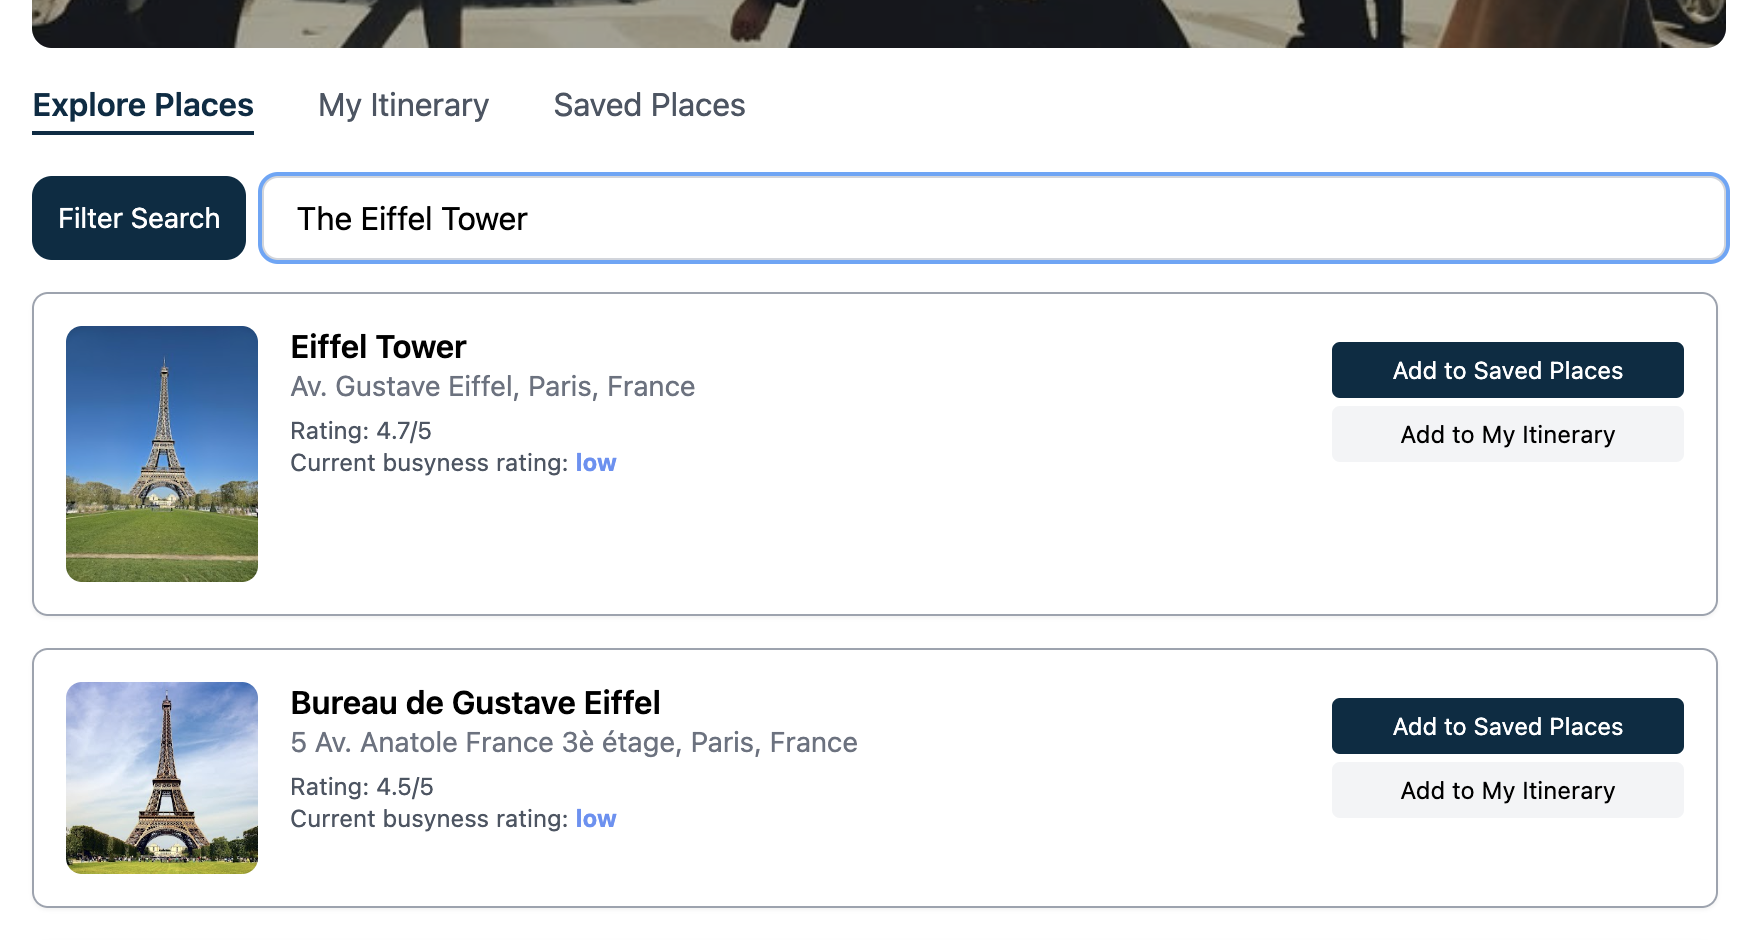 Explore Places My Itinerary Saved Places
Filter Search The Eiffel Tower
Eiffel Tower
Av. Gustave Eiffel, Paris, France
Rating: 4.7/5
Current busyness rating: low
Add to Saved Places
Add to My Itinerary
Bureau de Gustave Eiffel
5 Av. Anatole France 3è étage, Paris, France
Rating: 4.5/5
Current busyness rating: low
Add to Saved Places
Add to My Itinerary